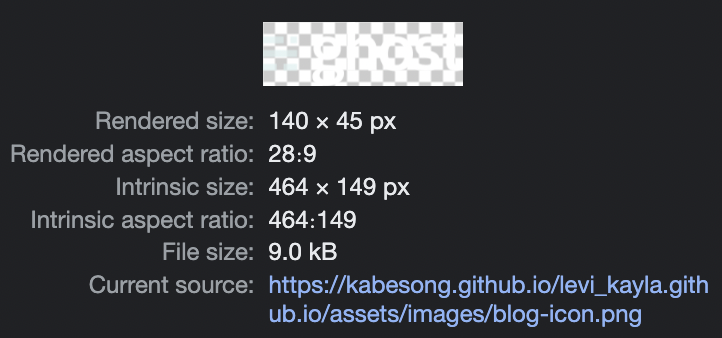 ghost
Rendered size: 140 × 45 px
Rendered aspect ratio: 28:9
Intrinsic size: 464 × 149 px
Intrinsic aspect ratio: 464:149
File size: 9.0 kB
Current source: https://kabesong.github.io/levi_kayla.gith
ub.io/assets/images/blog-icon.png